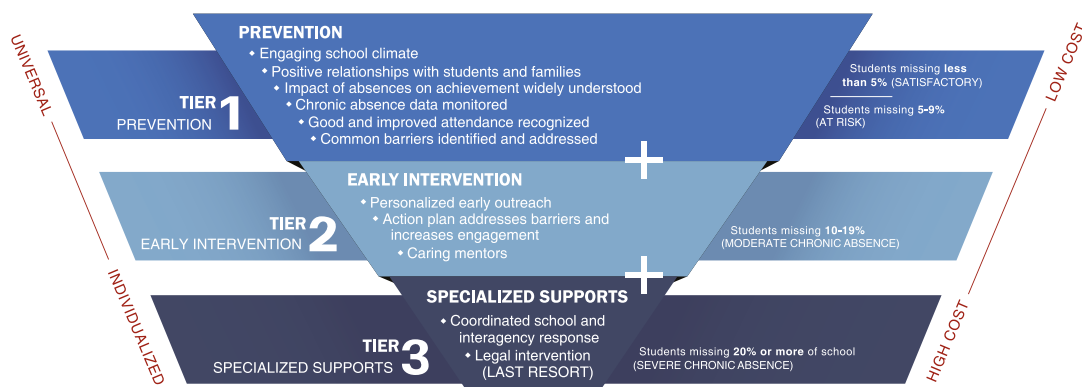 UNIVERSAL
INDIVIDUALIZED
TIER 1
PREVENTION
PREVENTION
◆ Engaging school climate
◆ Positive relationships with students and families
◆ Impact of absences on achievement widely understood
◆ Chronic absence data monitored
◆ Good and improved attendance recognized
◆ Common barriers identified and addressed
Students missing less
than 5% (SATISFACTORY)
Students missing 5-9%
(AT RISK)
+
TIER 2
EARLY INTERVENTION
EARLY INTERVENTION
◆ Personalized early outreach
◆ Action plan addresses barriers and
increases engagement
◆ Caring mentors
Students missing 10-19%
(MODERATE CHRONIC ABSENCE)
+
TIER 3
SPECIALIZED SUPPORTS
SPECIALIZED SUPPORTS
◆ Coordinated school and
interagency response
◆ Legal intervention
(LAST RESORT)
Students missing 20% or more of school
(SEVERE CHRONIC ABSENCE)
LOW COST
HIGH COST